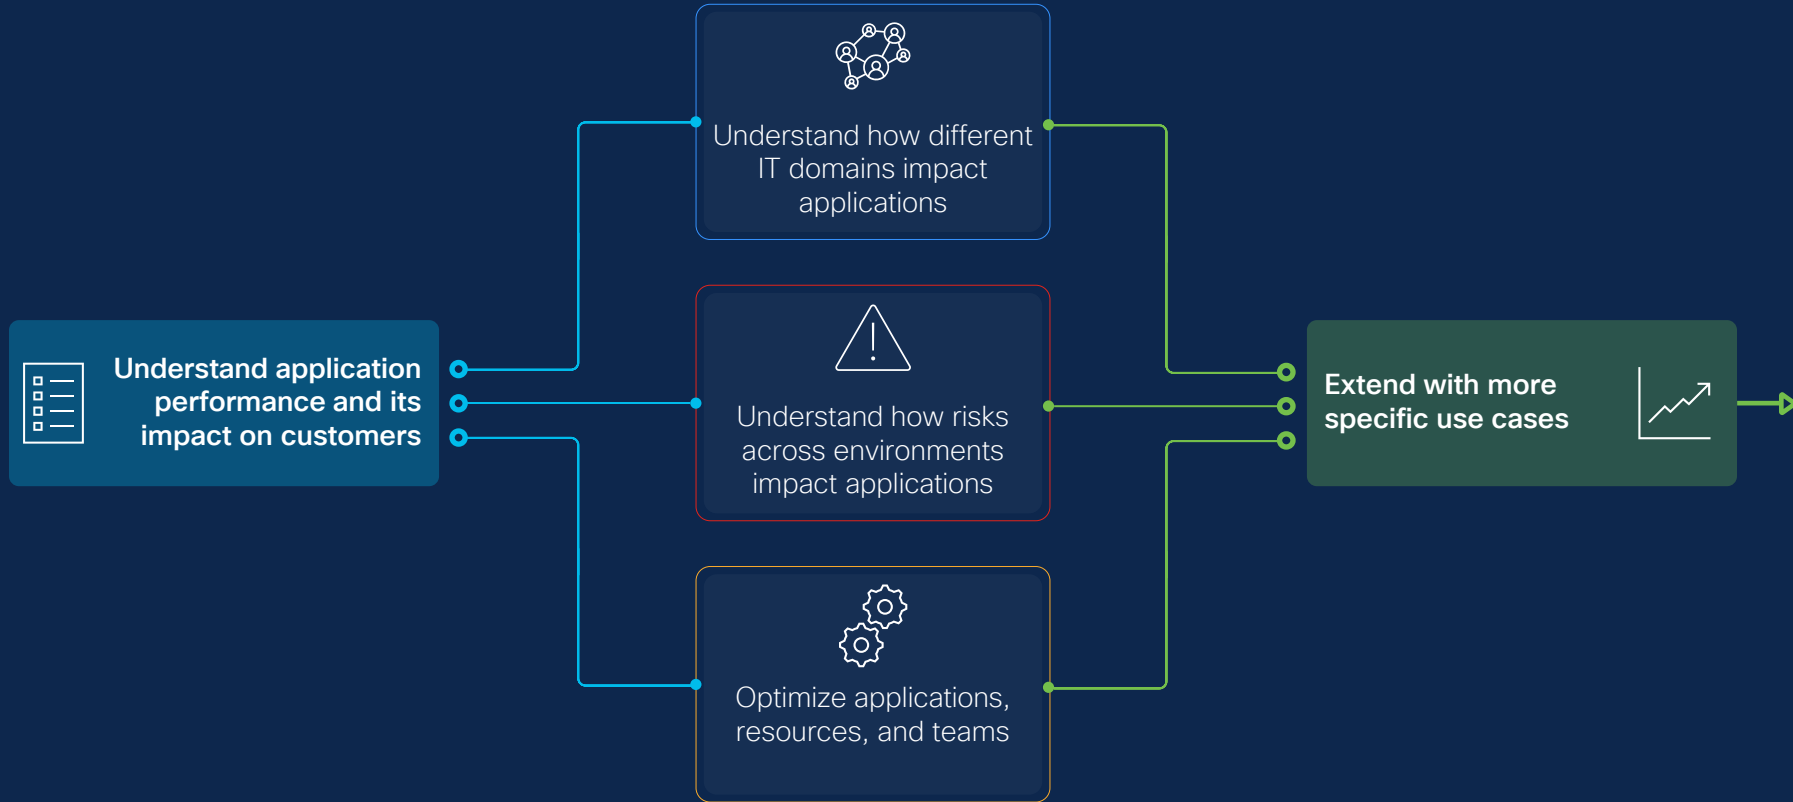 Understand how different
IT domains impact
applications
Understand application
performance and its
impact on customers
Understand how risks
across environments
impact applications
Extend with more
specific use cases
Optimize applications,
resources, and teams